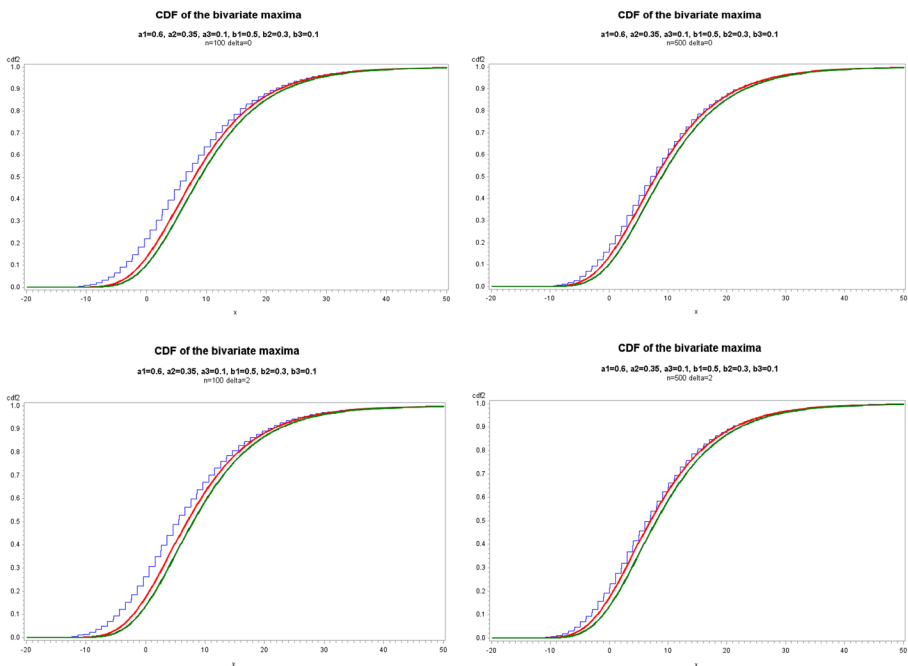 CDF of the bivariate maxima
a1=0.6, a2=0.35, a3=0.1, b1=0.5, b2=0.3, b3=0.1
n=100 delta=0
cdf2
1.0
0.9
0.8
0.7
0.6
0.5
0.4
0.3
0.2
0.1
0.0
-20 -10 0 10 20 30 40 50
x
CDF of the bivariate maxima
a1=0.6, a2=0.35, a3=0.1, b1=0.5, b2=0.3, b3=0.1
n=500 delta=0
cdf2
1.0
0.9
0.8
0.7
0.6
0.5
0.4
0.3
0.2
0.1
0.0
-20 -10 0 10 20 30 40 50
x
CDF of the bivariate maxima
a1=0.6, a2=0.35, a3=0.1, b1=0.5, b2=0.3, b3=0.1
n=100 delta=2
cdf2
1.0
0.9
0.8
0.7
0.6
0.5
0.4
0.3
0.2
0.1
0.0
-20 -10 0 10 20 30 40 50
x
CDF of the bivariate maxima
a1=0.6, a2=0.35, a3=0.1, b1=0.5, b2=0.3, b3=0.1
n=500 delta=2
cdf2
1.0
0.9
0.8
0.7
0.6
0.5
0.4
0.3
0.2
0.1
0.0
-20 -10 0 10 20 30 40 50
x